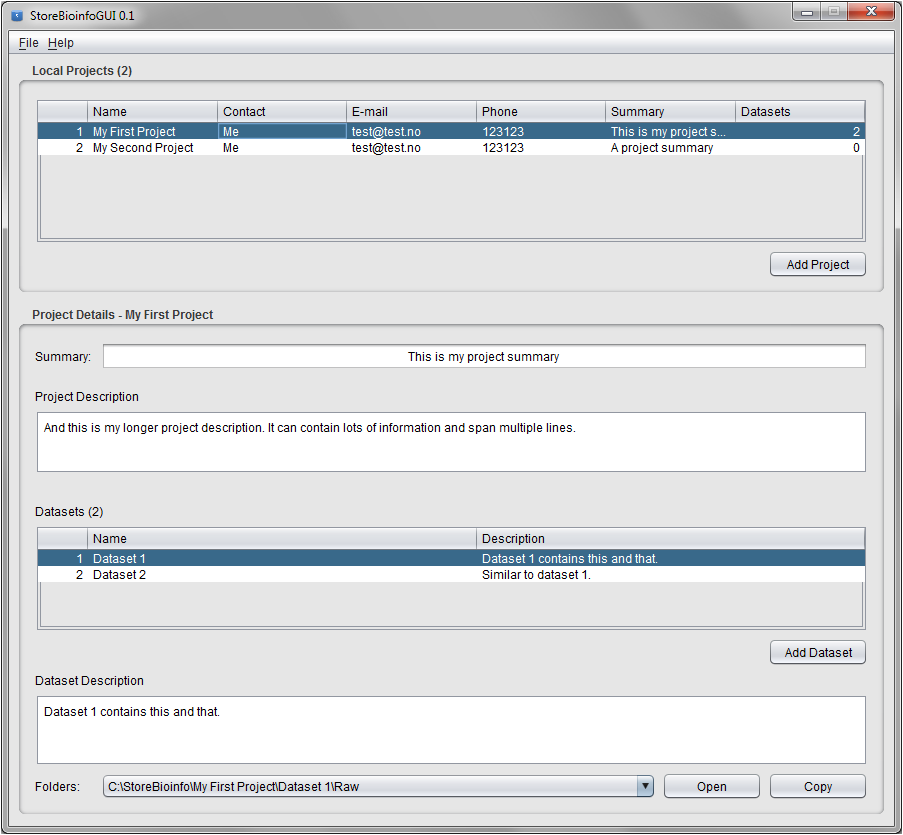 StoreBioinfoGUI 0.1
File Help
Local Projects (2)
Name Contact E-mail Phone Summary Datasets
1 My First Project Me test@test.no 123123 This is my project s... 2
2 My Second Project Me test@test.no 123123 A project summary 0
Add Project
Project Details - My First Project
Summary: This is my project summary
Project Description
And this is my longer project description. It can contain lots of information and span multiple lines.
Datasets (2)
Name Description
1 Dataset 1 Dataset 1 contains this and that.
2 Dataset 2 Similar to dataset 1.
Add Dataset
Dataset Description
Dataset 1 contains this and that.
Folders: C:\StoreBioinfo\My First Project\Dataset 1\Raw Open Copy